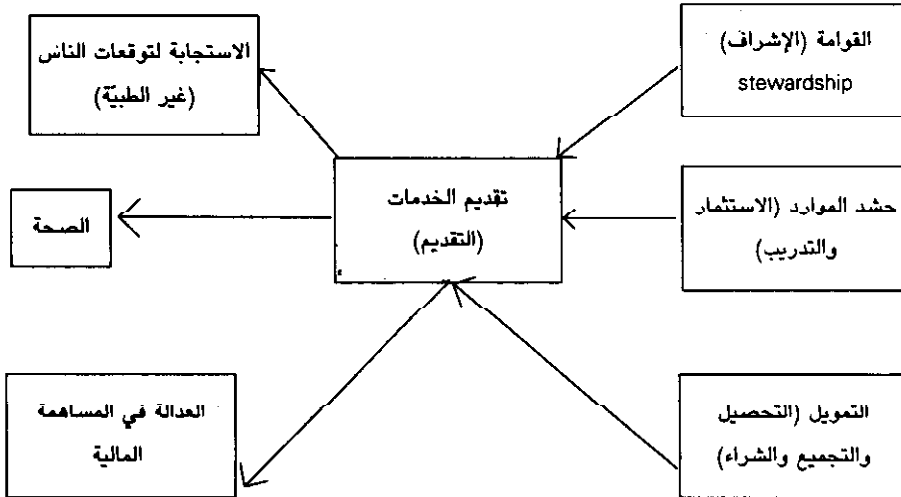 القوامة (الإشراف)
stewardship
الاستجابة لتوقعات الناس
(غير الطبيّة)
حشد الموارد (الاستثمار
والتدريب)
تقديم الخدمات
(التقديم)
الصحة
التمويل (التحصيل
والتجميع والشراء)
العدالة في المساهمة
المالية